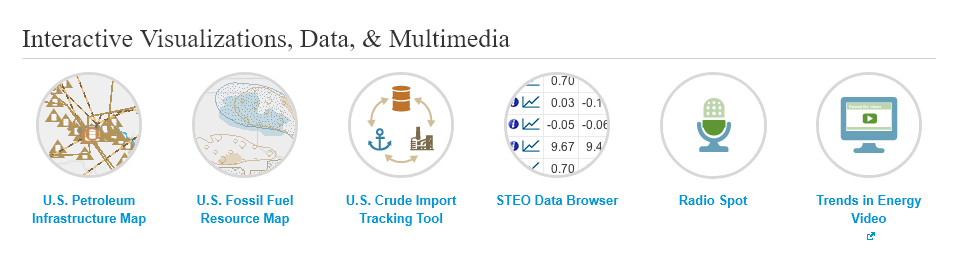 Interactive Visualizations, Data, & Multimedia
0.70
0.03 -0.1
-0.05 -0.06
9.67 9.4
0.70
U.S. Petroleum
Infrastructure Map
U.S. Fossil Fuel
Resource Map
U.S. Crude Import
Tracking Tool
STEO Data Browser
Radio Spot
Trends in Energy
Video